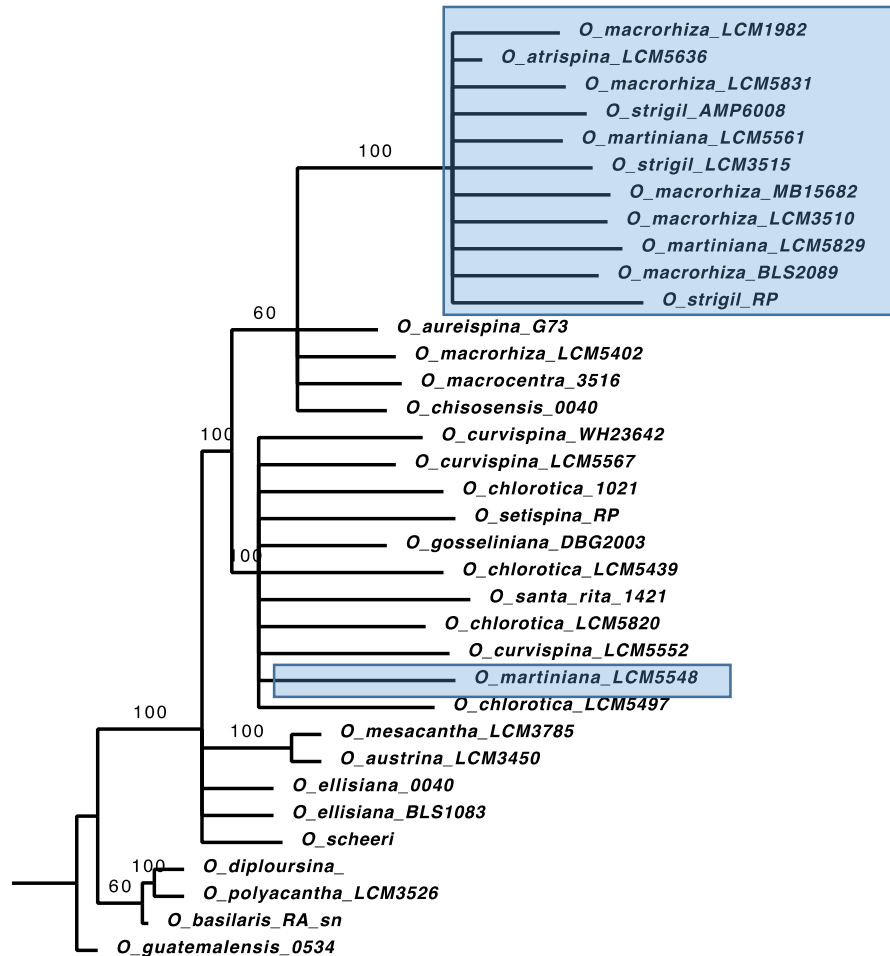 O_macrorhiza_LCM1982
O_atrispina_LCM5636
O_macrorhiza_LCM5831
O_strigil_AMP6008
O_martiniana_LCM5561
100
O_strigil_LCM3515
O_macrorhiza_MB15682
O_macrorhiza_LCM3510
O_martiniana_LCM5829
O_macrorhiza_BLS2089
O_strigil_RP
60
O_aureispina_G73
O_macrorhiza_LCM5402
O_macrocentra_3516
O_chisosensis_0040
100
O_curvispina_WH23642
O_curvispina_LCM5567
O_chlorotica_1021
O_setispina_RP
O_gosseliniana_DBG2003
100
O_chlorotica_LCM5439
O_santa_rita_1421
O_chlorotica_LCM5820
O_curvispina_LCM5552
O_martiniana_LCM5548
O_chlorotica_LCM5497
100
100
O_mesacantha_LCM3785
O_austrina_LCM3450
O_ellisiana_0040
O_ellisiana_BLS1083
O_scheeri
100
O_diploursina_
60
O_polyacantha_LCM3526
O_basilaris_RA_sn
O_guatemalensis_0534